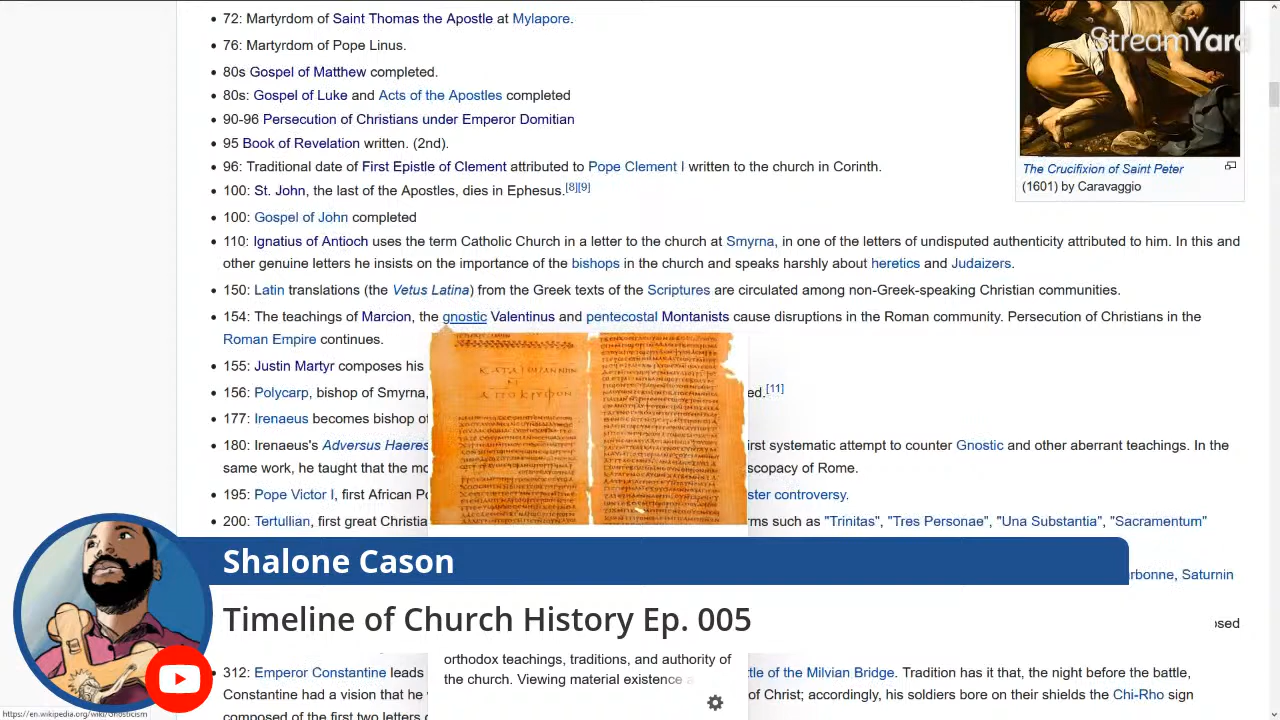 72: Martyrdom of Saint Thomas the Apostle at Mylapore.
StreamYard
76: Martyrdom of Pope Linus.
80s Gospel of Matthew completed.
80s: Gospel of Luke and Acts of the Apostles completed
90-96 Persecution of Christians under Emperor Domitian
95 Book of Revelation written. (2nd).
96: Traditional date of First Epistle of Clement attributed to Pope Clement I written to the church in Corinth.
The Crucifixion of Saint Peter
(1601) by Caravaggio
100: St. John, the last of the Apostles, dies in Ephesus.[8][9]
100: Gospel of John completed
110: Ignatius of Antioch uses the term Catholic Church in a letter to the church at Smyrna, in one of the letters of undisputed authenticity attributed to him. In this and
other genuine letters he insists on the importance of the bishops in the church and speaks harshly about heretics and Judaizers.
150: Latin translations (the Vetus Latina) from the Greek texts of the Scriptures are circulated among non-Greek-speaking Christian communities.
154: The teachings of Marcion, the gnostic Valentinus and pentecostal Montanists cause disruptions in the Roman community. Persecution of Christians in the
Roman Empire continues.
155: Justin Martyr composes his
156: Polycarp, bishop of Smyrna, ed.[11]
177: Irenaeus becomes bishop of
180: Irenaeus's Adversus Haeres irst systematic attempt to counter Gnostic and other aberrant teachings. In the
same work, he taught that the mo scopacy of Rome.
195: Pope Victor I, first African Po ster controversy.
200: Tertullian, first great Christia rms such as "Trinitas", "Tres Personae", "Una Substantia", "Sacramentum"
Shalone Cason
rbonne, Saturnin
Timeline of Church History Ep. 005
osed
orthodox teachings, traditions, and authority of
the church. Viewing material existence a
312: Emperor Constantine leads tle of the Milvian Bridge. Tradition has it that, the night before the battle,
Constantine had a vision that he of Christ; accordingly, his soldiers bore on their shields the Chi-Rho sign
composed of the first two letters
https://en.wikipedia.org/wiki/Gnosticism